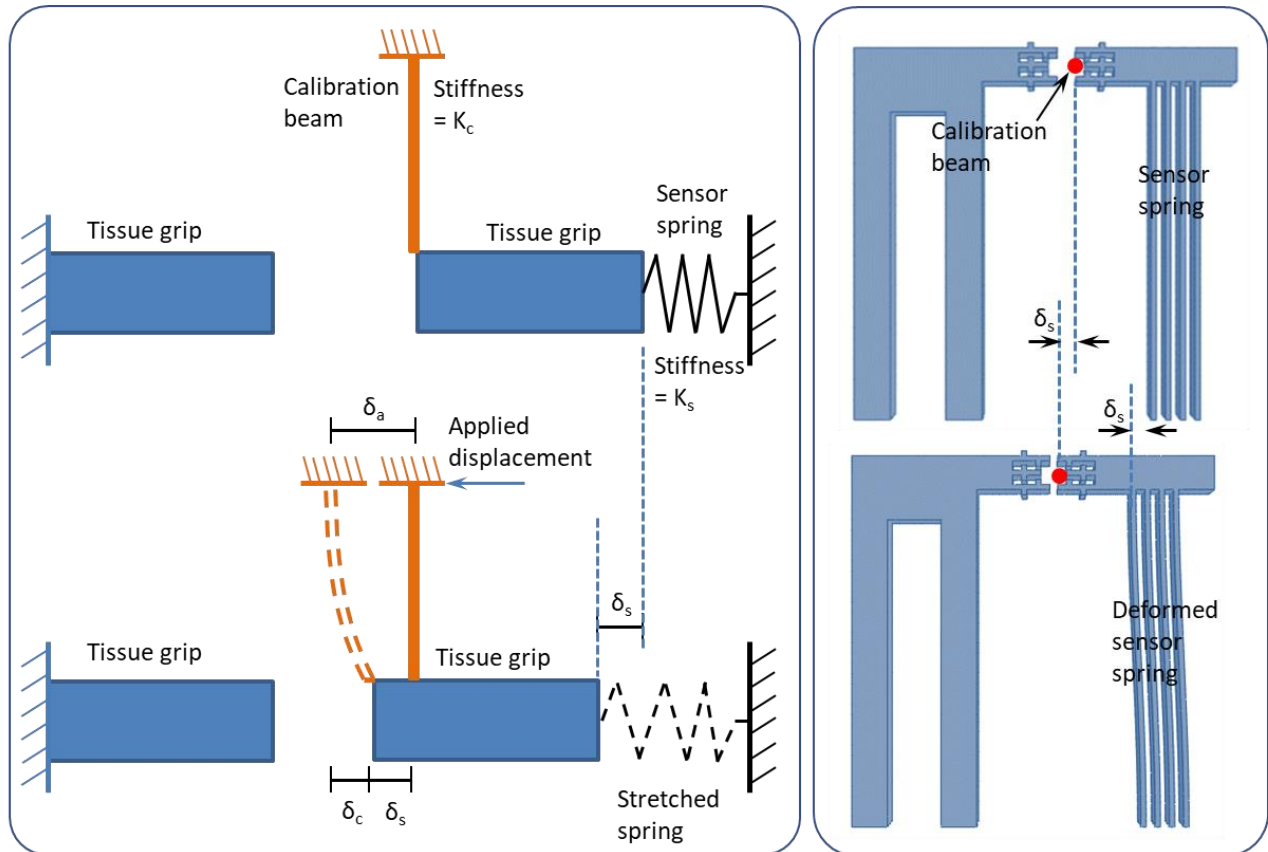 Calibration
beam
Stiffness
= Kc
Tissue grip
Tissue grip
Sensor
spring
Stiffness
= Ks
δa
Applied
displacement
δs
Tissue grip
Tissue grip
δc
δs
Stretched
spring
Calibration
beam
Sensor
spring
δs
δs
Deformed
sensor
spring